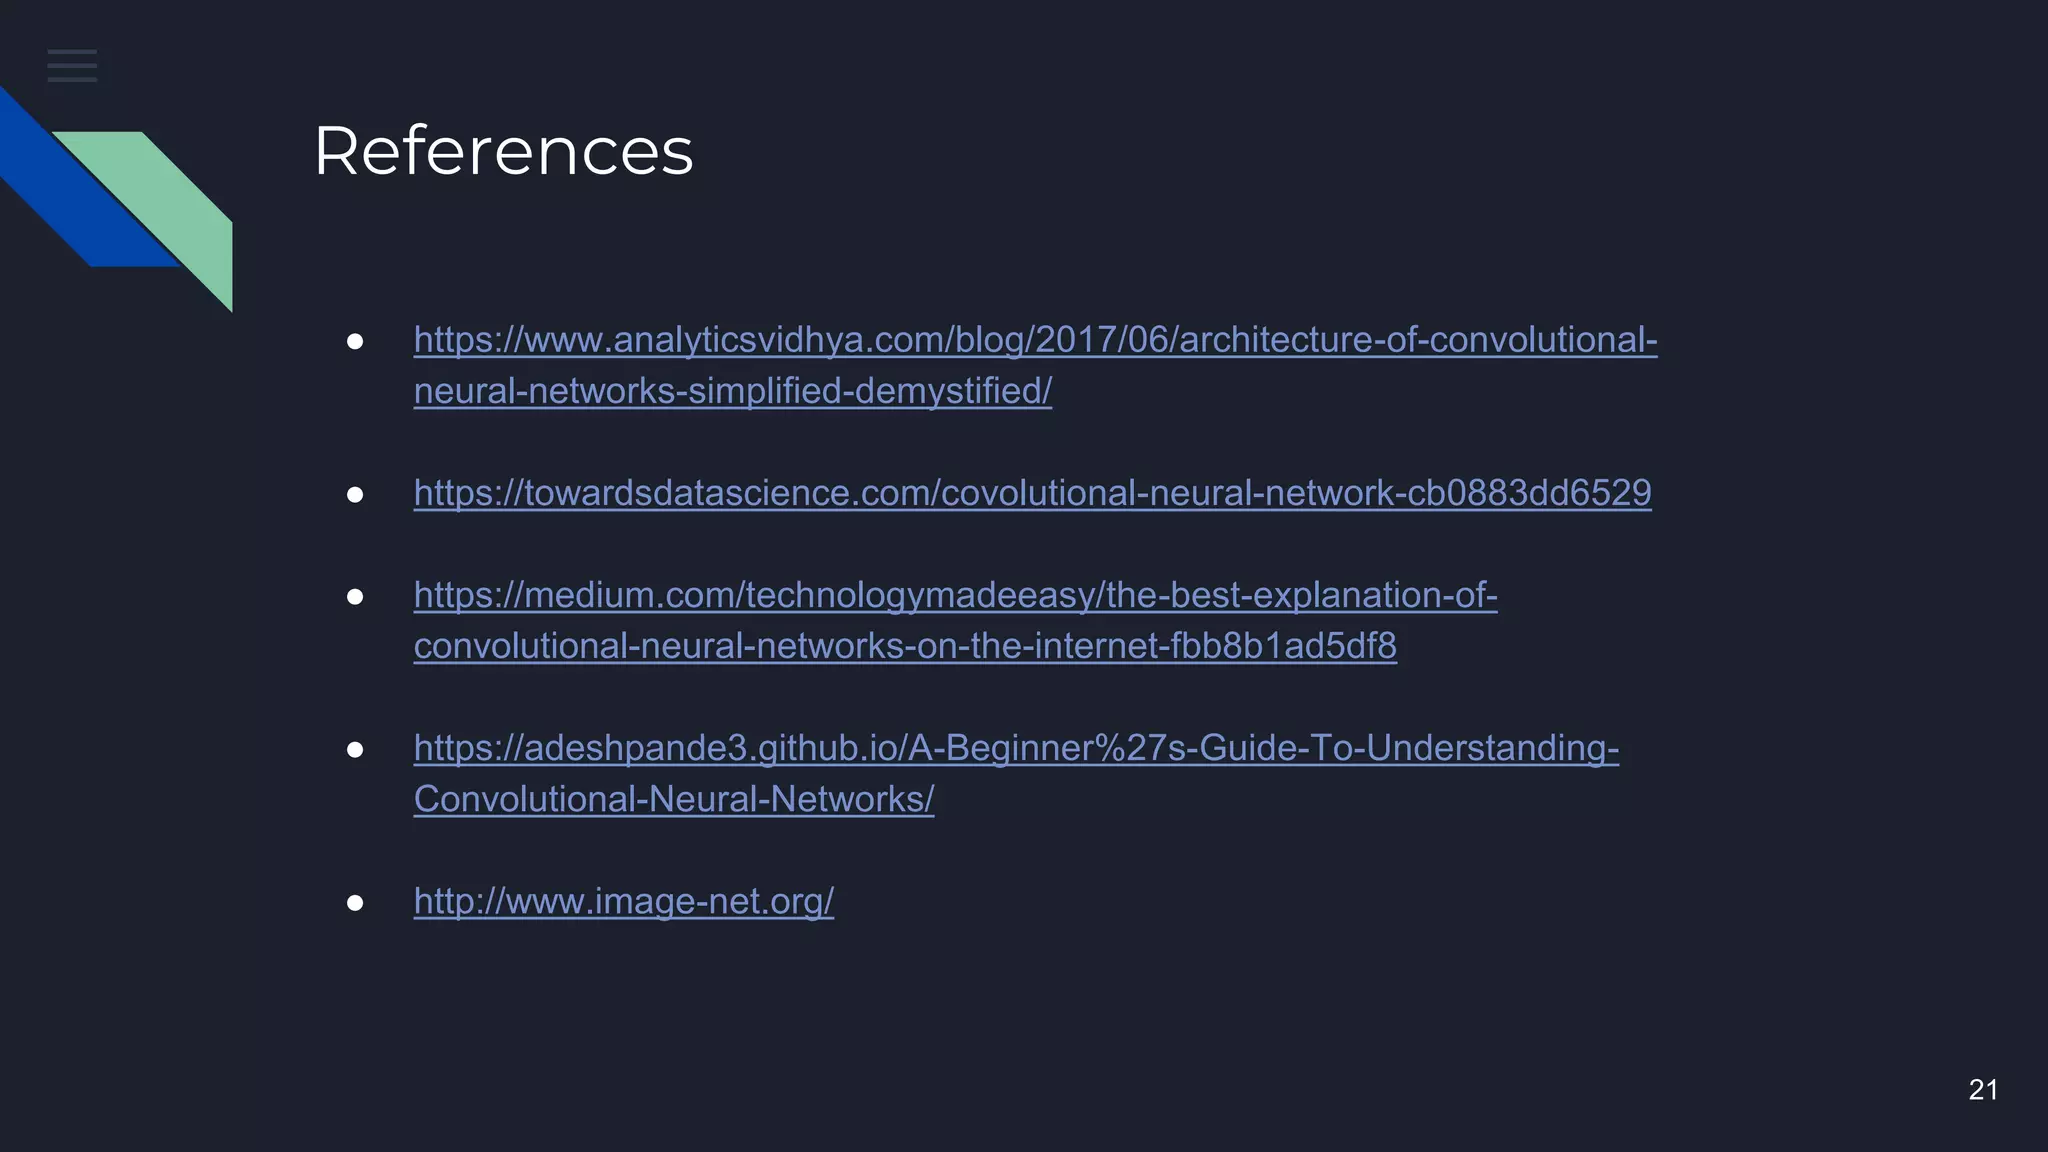 References
● https://www.analyticsvidhya.com/blog/2017/06/architecture-of-convolutional-
neural-networks-simplified-demystified/
● https://towardsdatascience.com/covolutional-neural-network-cb0883dd6529
● https://medium.com/technologymadeeasy/the-best-explanation-of-
convolutional-neural-networks-on-the-internet-fbb8b1ad5df8
● https://adeshpande3.github.io/A-Beginner%27s-Guide-To-Understanding-
Convolutional-Neural-Networks/
● http://www.image-net.org/
21